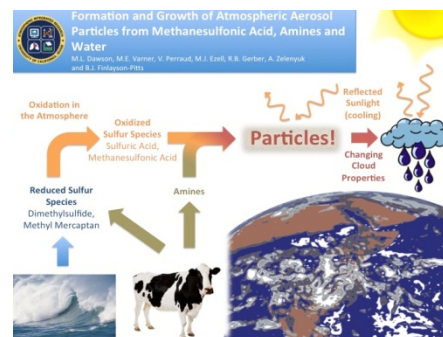 Formation and Growth of Atmospheric Aerosol
Particles from Methanesulfonic Acid, Amines and
Water
M.L. Dawson, M.E. Varner, V. Perraud, M.J. Ezell, R.B. Gerber, A. Zelenyuk
and B.J. Finlayson-Pitts
Oxidation in
the Atmosphere
Oxidized
Sulfur Species
Sulfuric Acid,
Methanesulfonic Acid
Reflected
Sunlight
(cooling)
Particles!
Changing
Cloud
Properties
Reduced Sulfur
Species
Dimethylsulfide,
Methyl Mercaptan
Amines